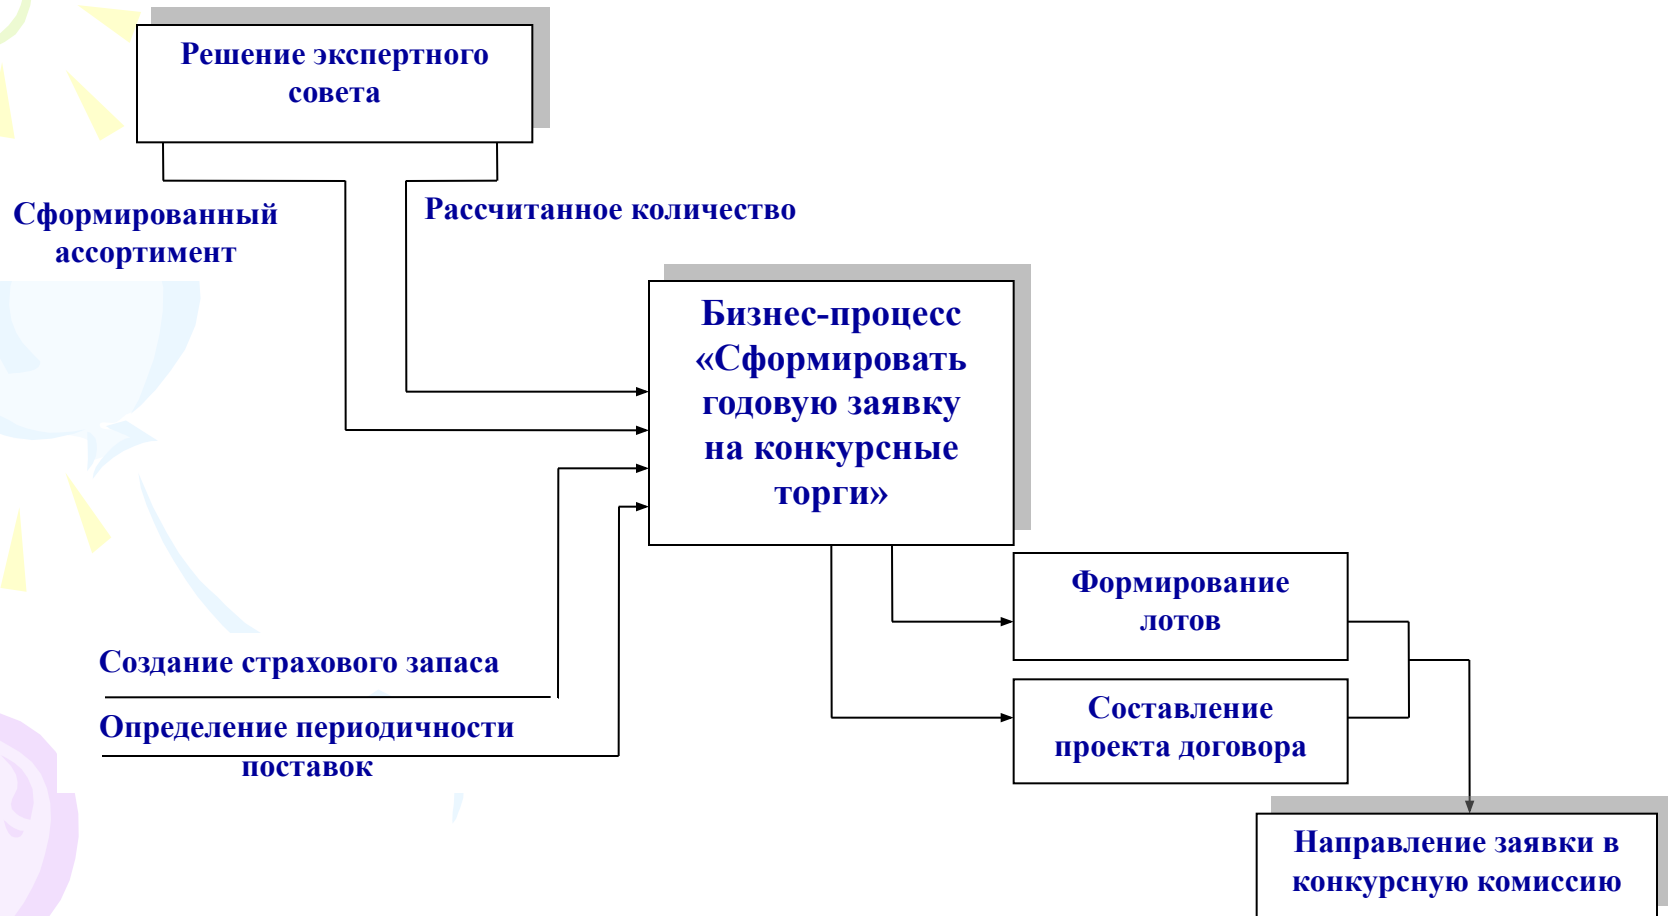 Решение экспертного
совета
Сформированный
ассортимент
Рассчитанное количество
Бизнес-процесс
«Сформировать
годовую заявку
на конкурсные
торги»
Создание страхового запаса
Определение периодичности
поставок
Формирование
лотов
Составление
проекта договора
Направление заявки в
конкурсную комиссию